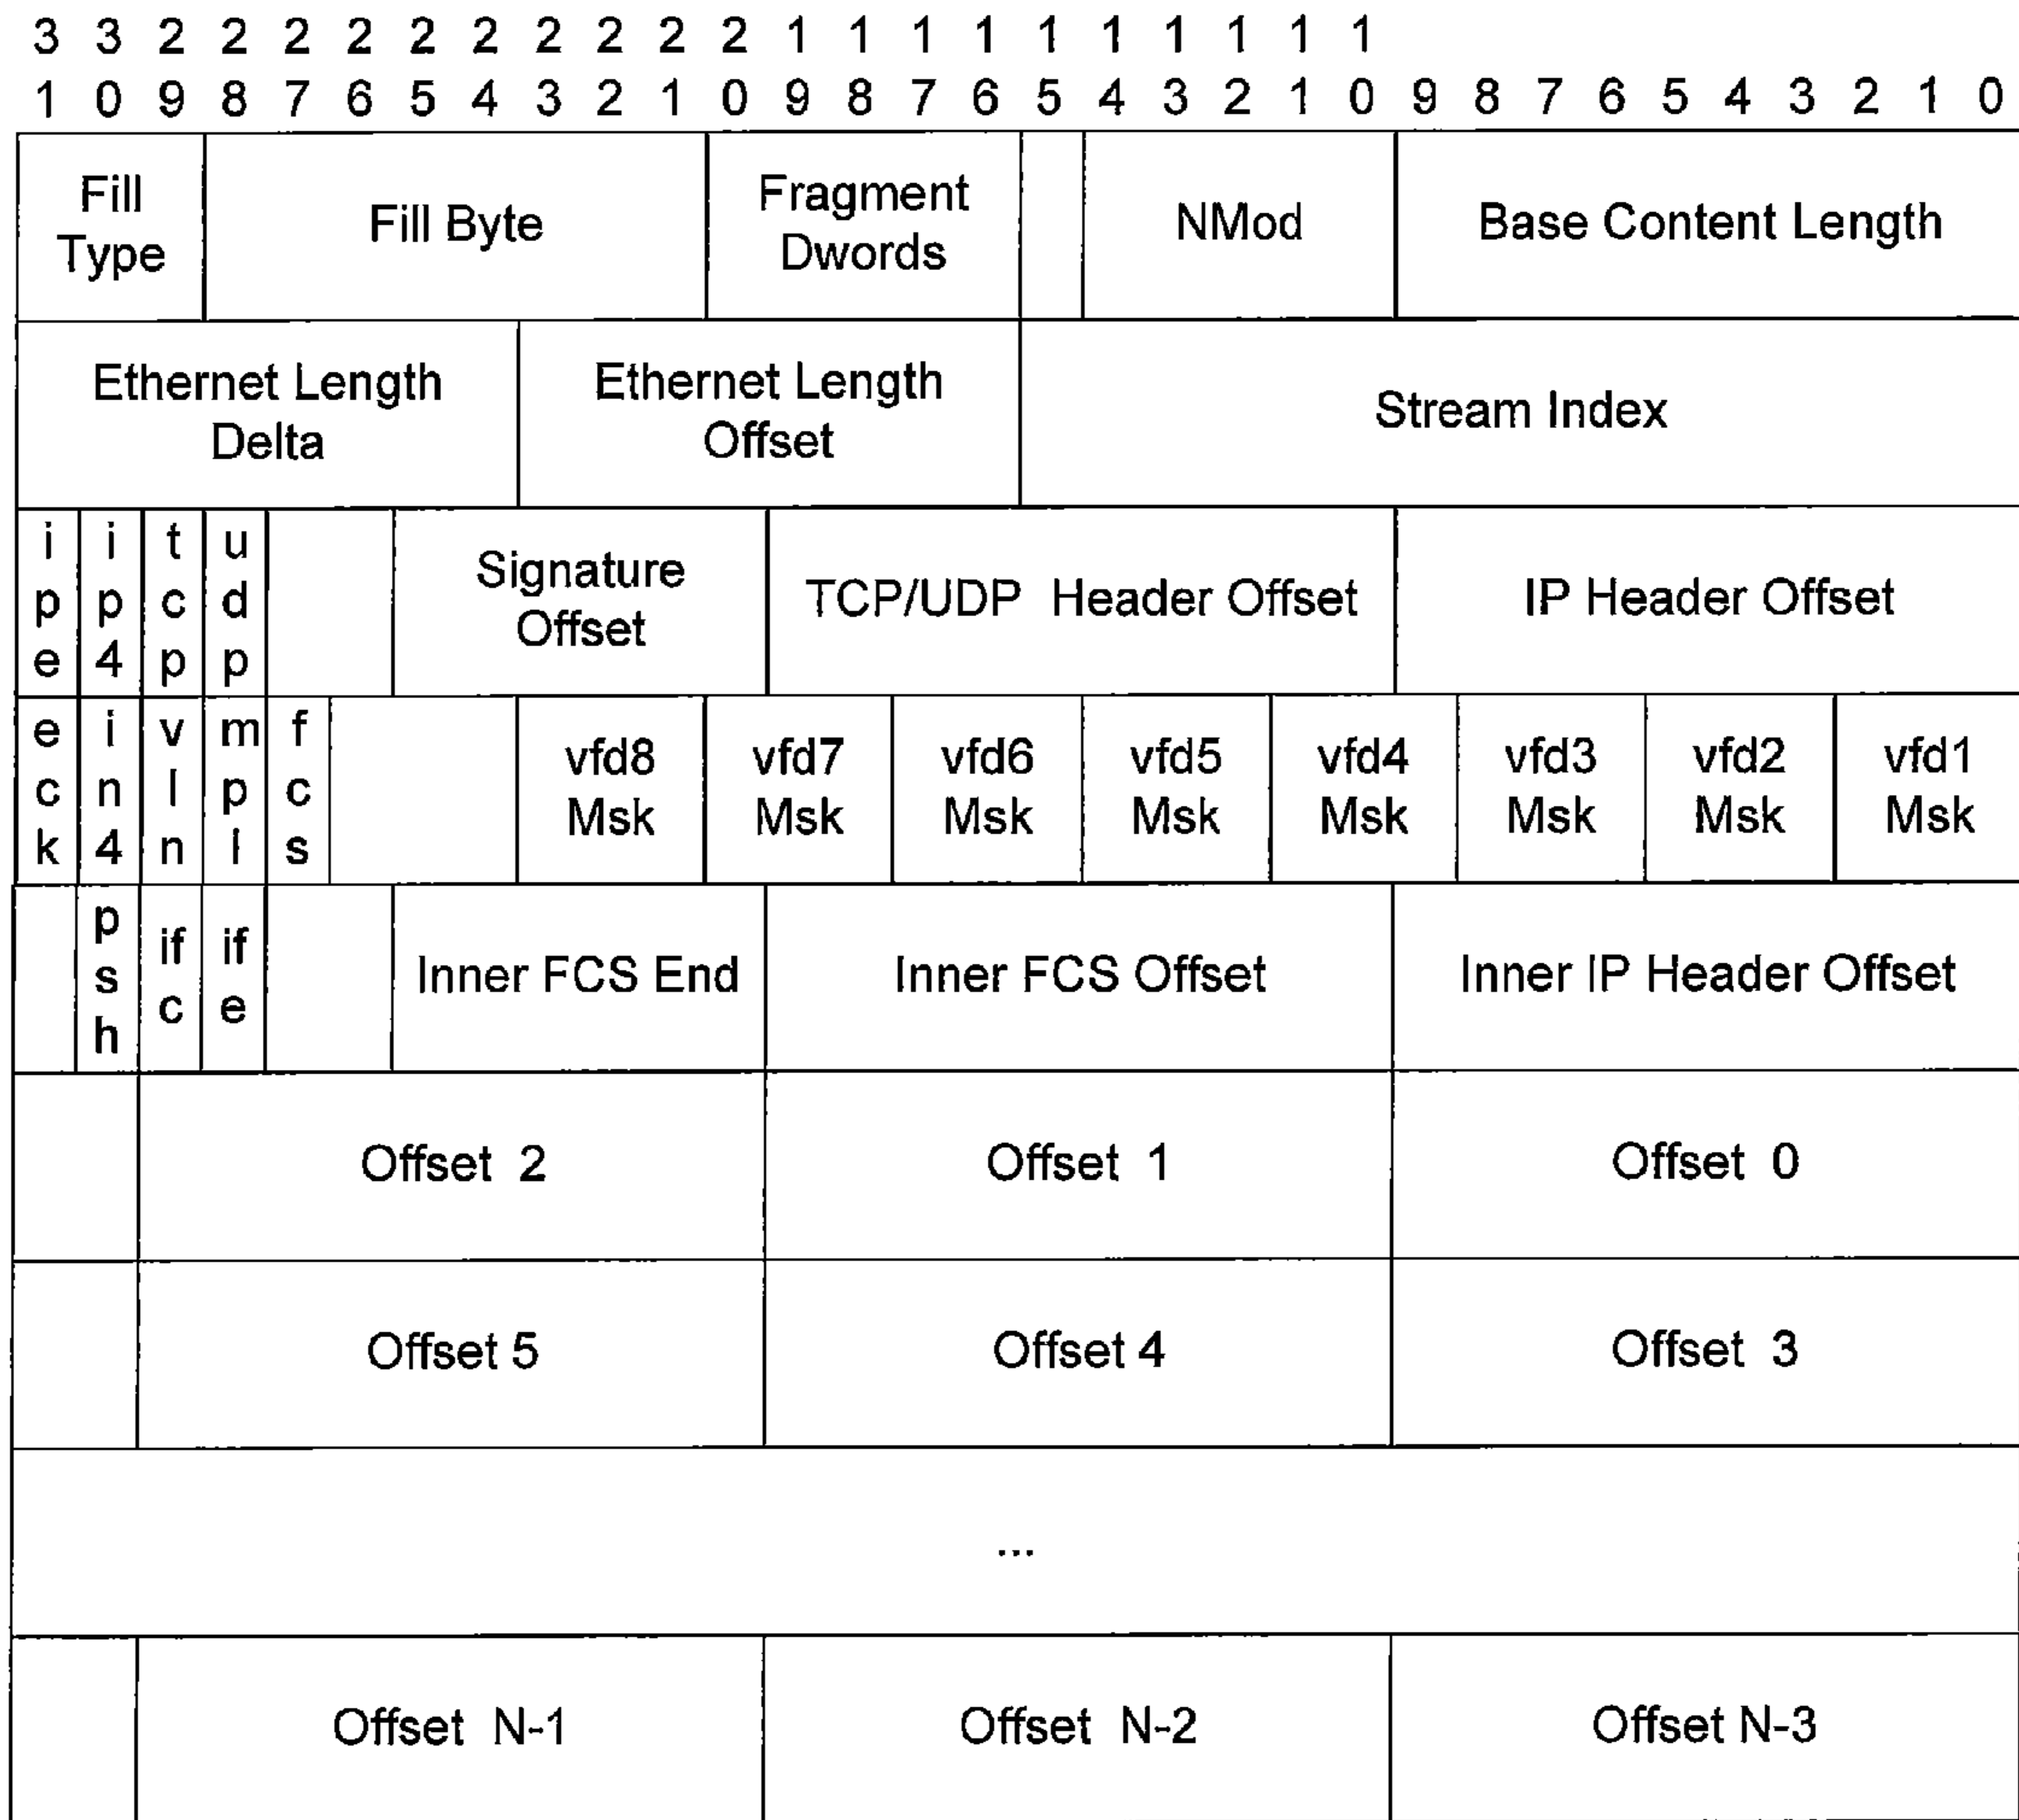 3 3 2 2 2 2 2 2 2 2 2 2 1 1 1 1 1 1 1 1 1 1
1 0 9 8 7 6 5 4 3 2 1 0 9 8 7 6 5 4 3 2 1 0 9 8 7 6 5 4 3 2 1 0
Fill
Type
Fill Byte
Fragment
Dwords
NMod
Base Content Length
Ethernet Length
Delta
Ethernet Length
Offset
Stream Index
ipe
ip4
tcp
udp
Signature
Offset
TCP/UDP Header Offset
IP Header Offset
eck
in4
vln
mpl
fcs
vfd8
Msk
vfd7
Msk
vfd6
Msk
vfd5
Msk
vfd4
Msk
vfd3
Msk
vfd2
Msk
vfd1
Msk
psh
if
c
if
e
Inner FCS End
Inner FCS Offset
Inner IP Header Offset
Offset 2
Offset 1
Offset 0
Offset 5
Offset 4
Offset 3
...
Offset N-1
Offset N-2
Offset N-3